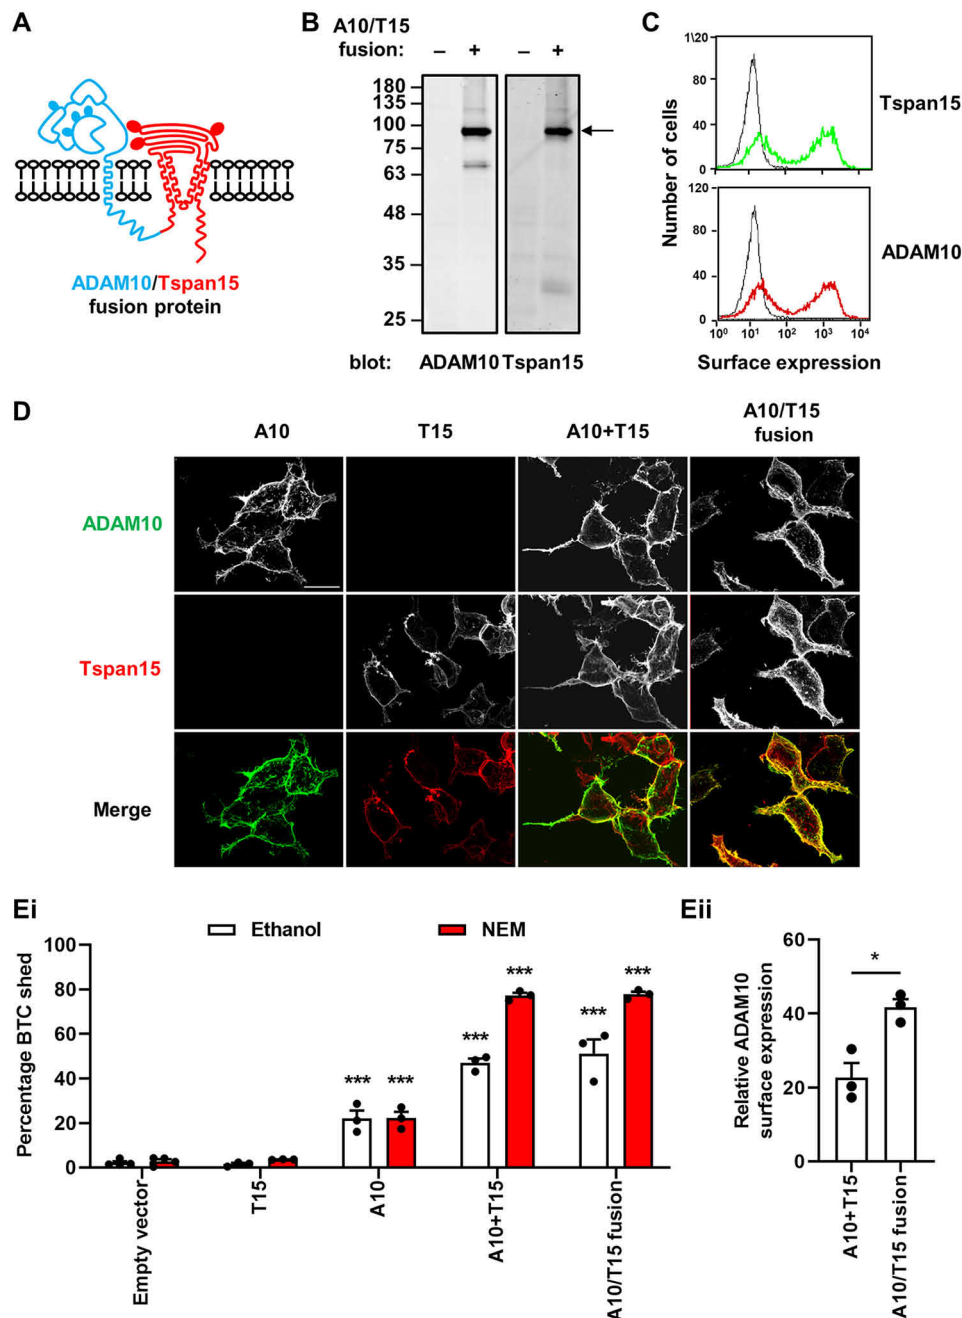 A
ADAM10/Tspan15
fusion protein
B
A10/T15
fusion:
– + – +
180
135
100
75
63
48
35
25
blot: ADAM10 Tspan15
C
Number of cells
1\20
80
40
0
Tspan15
120
80
40
0
ADAM10
10⁰ 10¹ 10² 10³ 10⁴
Surface expression
D
A10 T15 A10+T15 A10/T15
fusion
ADAM10
Tspan15
Merge
Ei
Ethanol NEM
Percentage BTC shed
100
80
60
40
20
0
*** *** *** *** *** ***
Empty vector
T15
A10
A10+T15
A10/T15 fusion
Eii
Relative ADAM10
surface expression
60
40
20
0
*
A10+T15
A10/T15 fusion